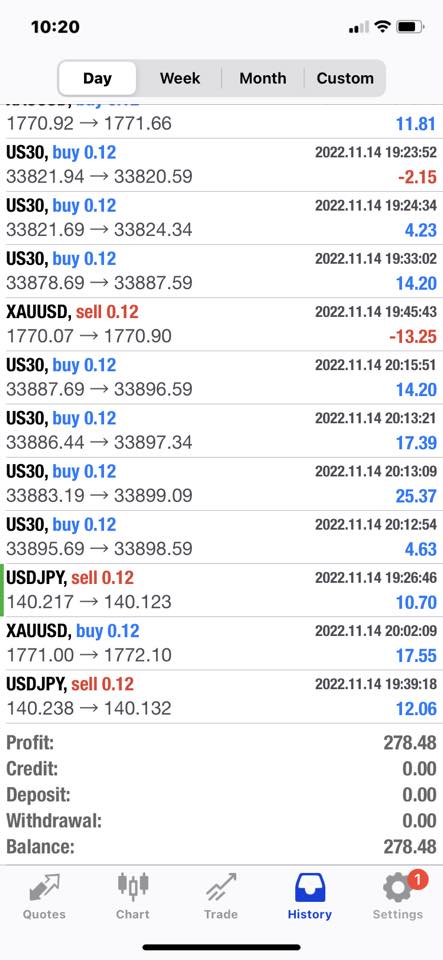 10:20
Day Week Month Custom
1770.92 → 1771.66 11.81
US30, buy 0.12 2022.11.14 19:23:52
33821.94 → 33820.59 -2.15
US30, buy 0.12 2022.11.14 19:24:34
33821.69 → 33824.34 4.23
US30, buy 0.12 2022.11.14 19:33:02
33878.69 → 33887.59 14.20
XAUUSD, sell 0.12 2022.11.14 19:45:43
1770.07 → 1770.90 -13.25
US30, buy 0.12 2022.11.14 20:15:51
33887.69 → 33896.59 14.20
US30, buy 0.12 2022.11.14 20:13:21
33886.44 → 33897.34 17.39
US30, buy 0.12 2022.11.14 20:13:09
33883.19 → 33899.09 25.37
US30, buy 0.12 2022.11.14 20:12:54
33895.69 → 33898.59 4.63
USDJPY, sell 0.12 2022.11.14 19:26:46
140.217 → 140.123 10.70
XAUUSD, buy 0.12 2022.11.14 20:02:09
1771.00 → 1772.10 17.55
USDJPY, sell 0.12 2022.11.14 19:39:18
140.238 → 140.132 12.06
Profit: 278.48
Credit: 0.00
Deposit: 0.00
Withdrawal: 0.00
Balance: 278.48
1
Quotes Chart Trade History Settings